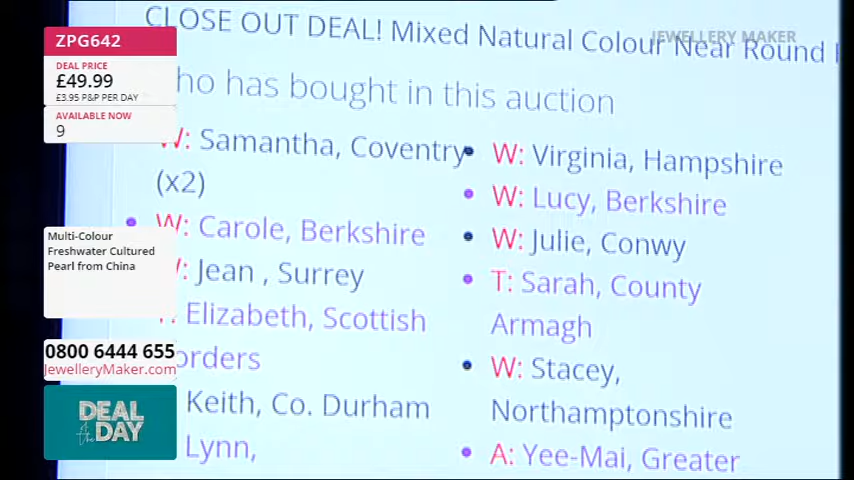 CLOSE OUT DEAL! Mixed Natural Colour Near Round
JEWELLERY MAKER
ZPG642
DEAL PRICE
£49.99
£3.95 P&P PER DAY
AVAILABLE NOW
9
ho has bought in this auction
W: Samantha, Coventry
(x2)
W: Carole, Berkshire
Jean , Surrey
Elizabeth, Scottish
orders
Keith, Co. Durham
Lynn,
W: Virginia, Hampshire
W: Lucy, Berkshire
W: Julie, Conwy
T: Sarah, County
Armagh
W: Stacey,
Northamptonshire
A: Yee-Mai, Greater
Multi-Colour
Freshwater Cultured
Pearl from China
0800 6444 655
JewelleryMaker.com
DEAL
of the
DAY